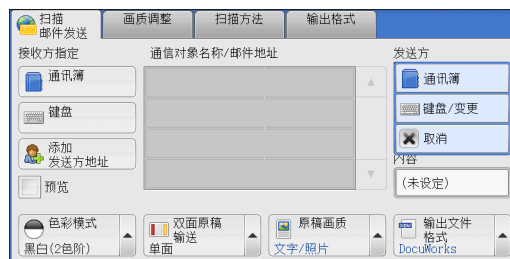 扫描
邮件发送
画质调整
扫描方法
输出格式
接收方指定
通信对象名称/邮件地址
发送方
通讯簿
键盘
添加
发送方地址
预览
通讯簿
键盘/变更
取消
内容
(未设定)
色彩模式
黑白(2色阶)
双面原稿
输送
单面
原稿画质
文字/照片
输出文件
格式
DocuWorks